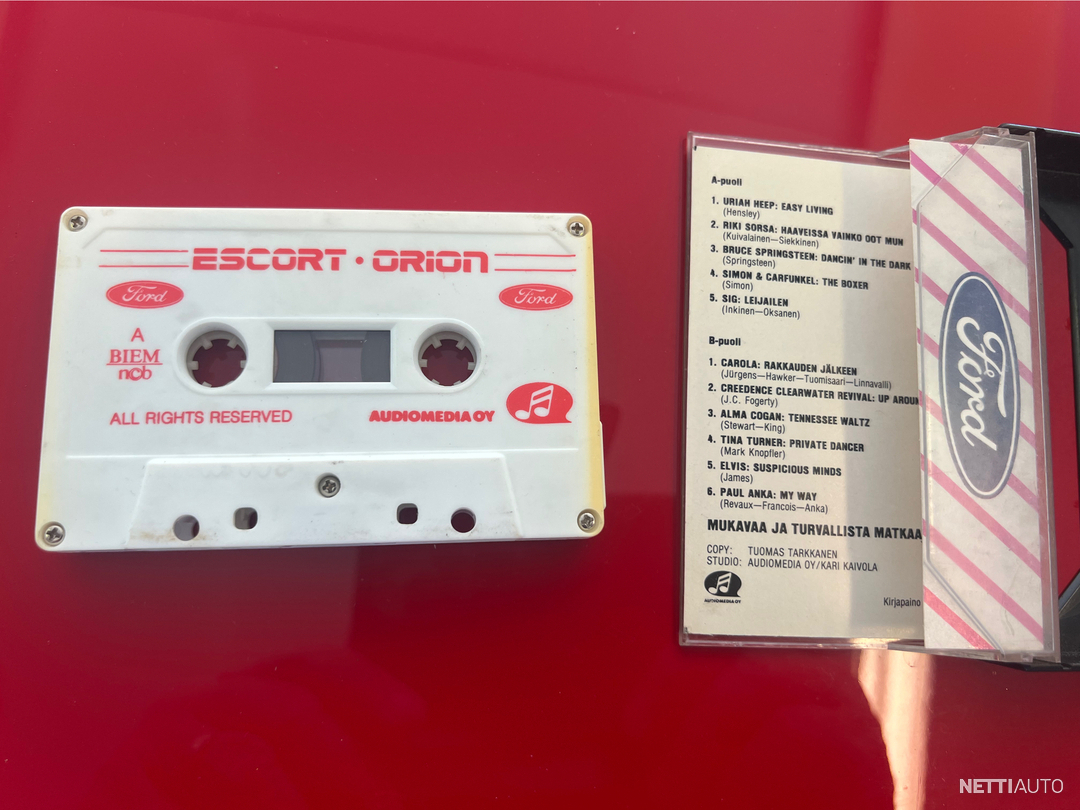 ESCORT • ORION
Ford
Ford
A
BIEM
ncb
ALL RIGHTS RESERVED
AUDIOMEDIA OY
A-puoli
1. URIAH HEEP: EASY LIVING
(Hensley)
2. RIKI SORSA: HAAVEISSA VAINKO OOT MUN
(Kuivalainen—Siekkinen)
3. BRUCE SPRINGSTEEN: DANCIN' IN THE DARK
(Springsteen)
4. SIMON & CARFUNKEL: THE BOXER
(Simon)
5. SIG: LEIJAILEN
(Inkinen—Oksanen)
B-puoli
1. CAROLA: RAKKAUDEN JÄLKEEN
(Jürgens—Hawker—Tuomisaari—Linnavalli)
2. CREEDENCE CLEARWATER REVIVAL: UP AROUN
(J.C. Fogerty)
3. ALMA COGAN: TENNESSEE WALTZ
(Stewart—King)
4. TINA TURNER: PRIVATE DANCER
(Mark Knopfler)
5. ELVIS: SUSPICIOUS MINDS
(James)
6. PAUL ANKA: MY WAY
(Revaux—Francois—Anka)
MUKAVAA JA TURVALLISTA MATKAA
COPY: TUOMAS TARKKANEN
STUDIO: AUDIOMEDIA OY/KARI KAIVOLA
AUDIOMEDIA OY
Kirjapaino
Ford
NETTIAUTO